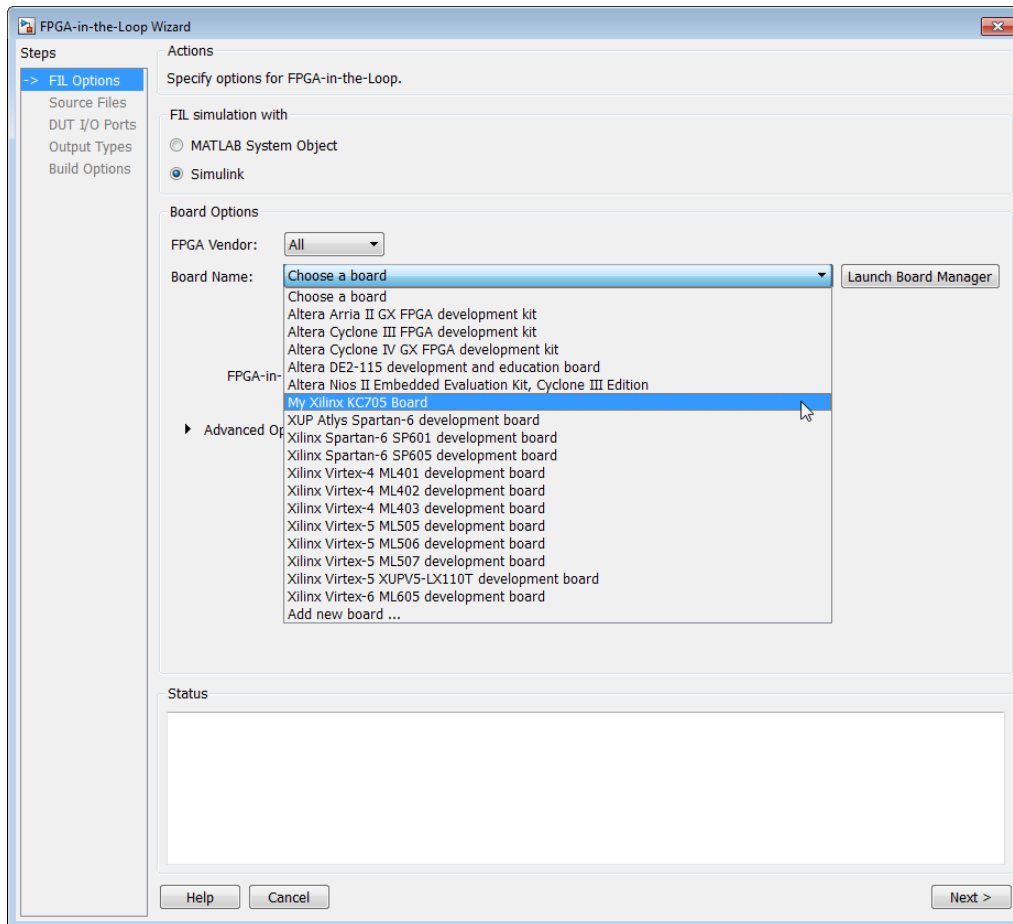 FPGA-in-the-Loop Wizard
Steps
-> FIL Options
Source Files
DUT I/O Ports
Output Types
Build Options
Actions
Specify options for FPGA-in-the-Loop.
FIL simulation with
MATLAB System Object
Simulink
Board Options
FPGA Vendor: All
Board Name: Choose a board Launch Board Manager
Choose a board
Altera Arria II GX FPGA development kit
Altera Cyclone III FPGA development kit
Altera Cyclone IV GX FPGA development kit
Altera DE2-115 development and education board
FPGA-in-
Altera Nios II Embedded Evaluation Kit, Cyclone III Edition
My Xilinx KC705 Board
XUP Atlys Spartan-6 development board
Advanced Op
Xilinx Spartan-6 SP601 development board
Xilinx Spartan-6 SP605 development board
Xilinx Virtex-4 ML401 development board
Xilinx Virtex-4 ML402 development board
Xilinx Virtex-4 ML403 development board
Xilinx Virtex-5 ML505 development board
Xilinx Virtex-5 ML506 development board
Xilinx Virtex-5 ML507 development board
Xilinx Virtex-5 XUPV5-LX110T development board
Xilinx Virtex-6 ML605 development board
Add new board ...
Status
Help Cancel Next >